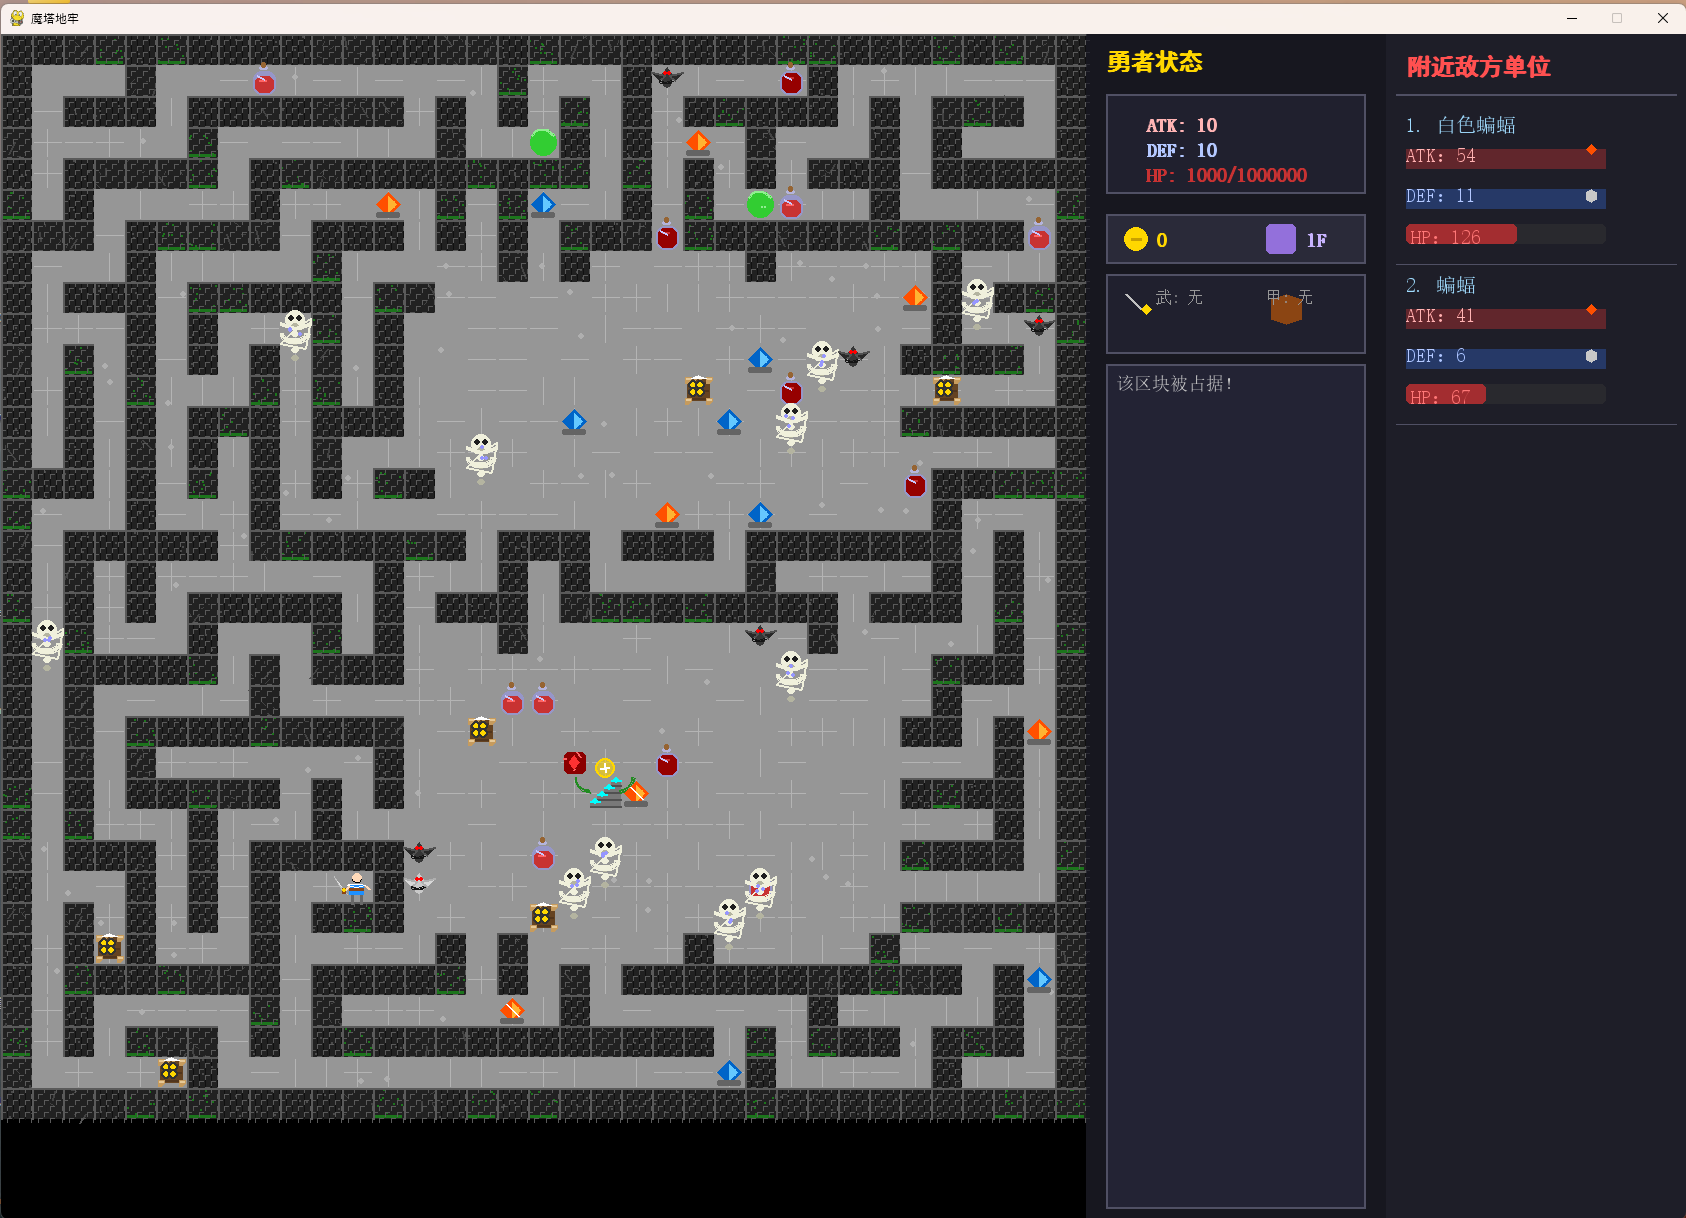 魔塔地牢
勇者状态
ATK: 10
DEF: 10
HP: 1000/1000000
0
1F
武: 无
甲: 无
该区块被占据!
附近敌方单位
1. 白色蝙蝠
ATK: 54
DEF: 11
HP: 126
2. 蝙蝠
ATK: 41
DEF: 6
HP: 67